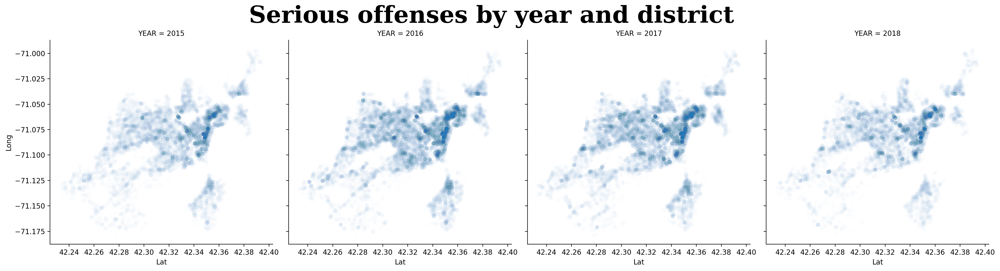 Serious offenses by year and district
YEAR = 2015
YEAR = 2016
YEAR = 2017
YEAR = 2018
Long
−71.000
−71.025
−71.050
−71.075
−71.100
−71.125
−71.150
−71.175
42.24 42.26 42.28 42.30 42.32 42.34 42.36 42.38 42.40
Lat
42.24 42.26 42.28 42.30 42.32 42.34 42.36 42.38 42.40
Lat
42.24 42.26 42.28 42.30 42.32 42.34 42.36 42.38 42.40
Lat
42.24 42.26 42.28 42.30 42.32 42.34 42.36 42.38 42.40
Lat